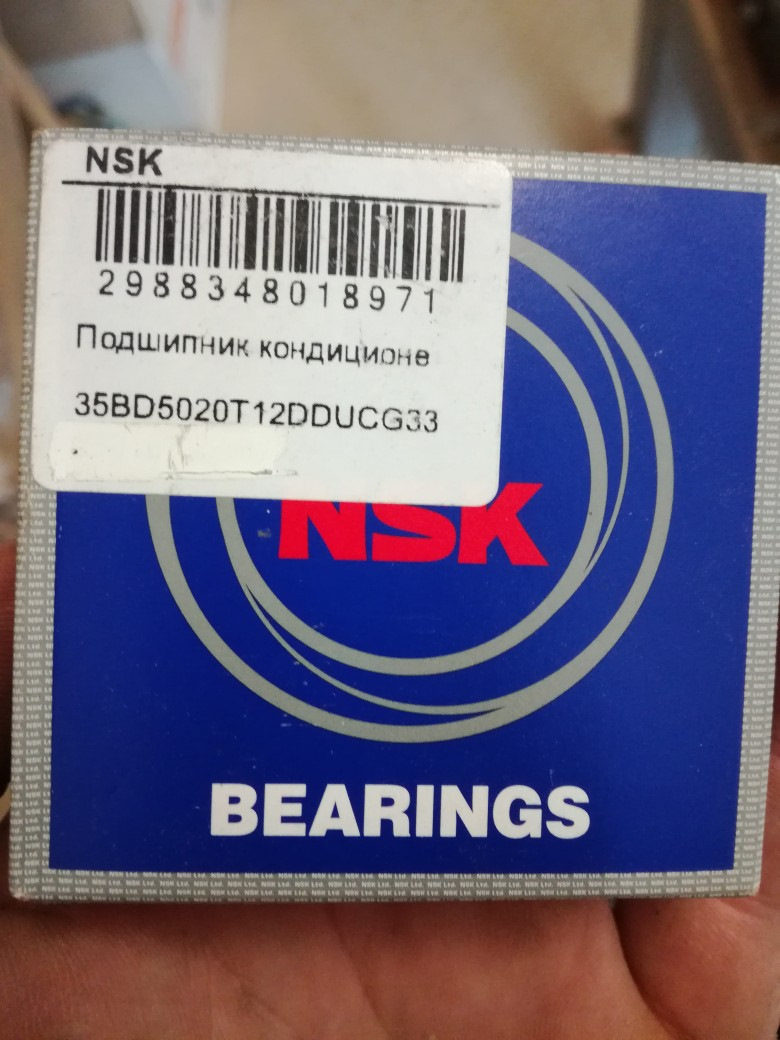 NSK
2988348018971
Подшипник кондиционе
35BD5020T12DDUCG33
NSK
BEARINGS